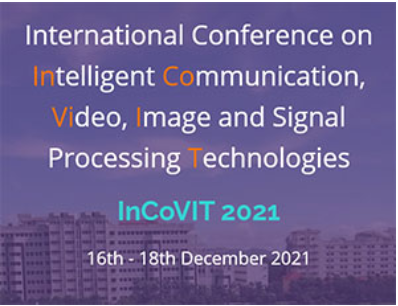 International Conference on
Intelligent Communication,
Video, Image and Signal
Processing Technologies
InCoVIT 2021
16th - 18th December 2021